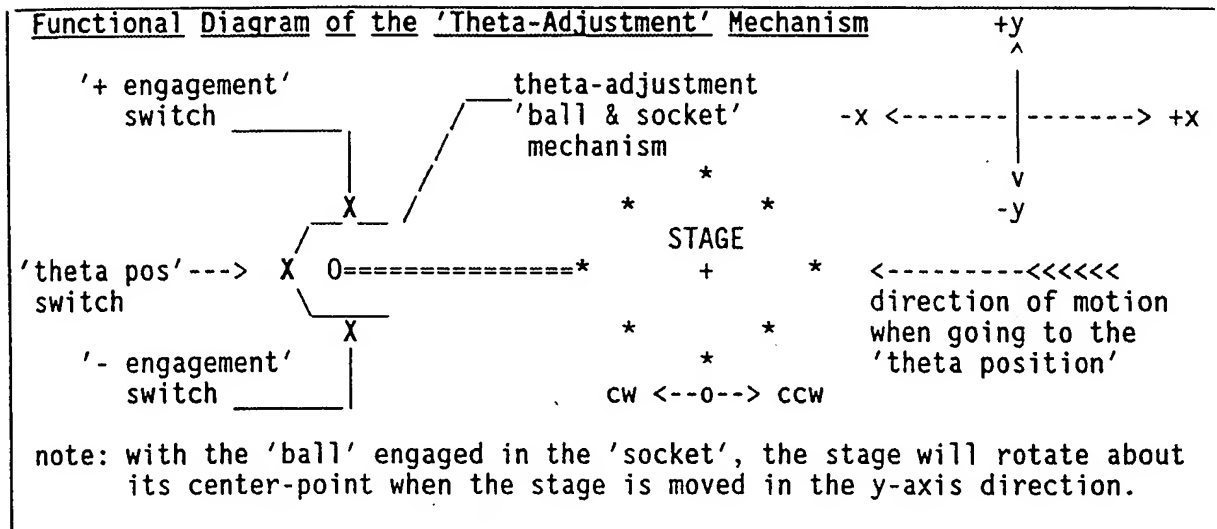 Functional Diagram of the 'Theta-Adjustment' Mechanism
+y
^
'+ engagement'
switch
theta-adjustment
'ball & socket'
mechanism
-x <-------|-------> +x
v
-y
X
* * *
STAGE
'theta pos'---> X O================* + *
switch
<---------<<<<<<
direction of motion
when going to the
'theta position'
X
* * *
'- engagement'
switch
cw <--o--> ccw
note: with the 'ball' engaged in the 'socket', the stage will rotate about
its center-point when the stage is moved in the y-axis direction.